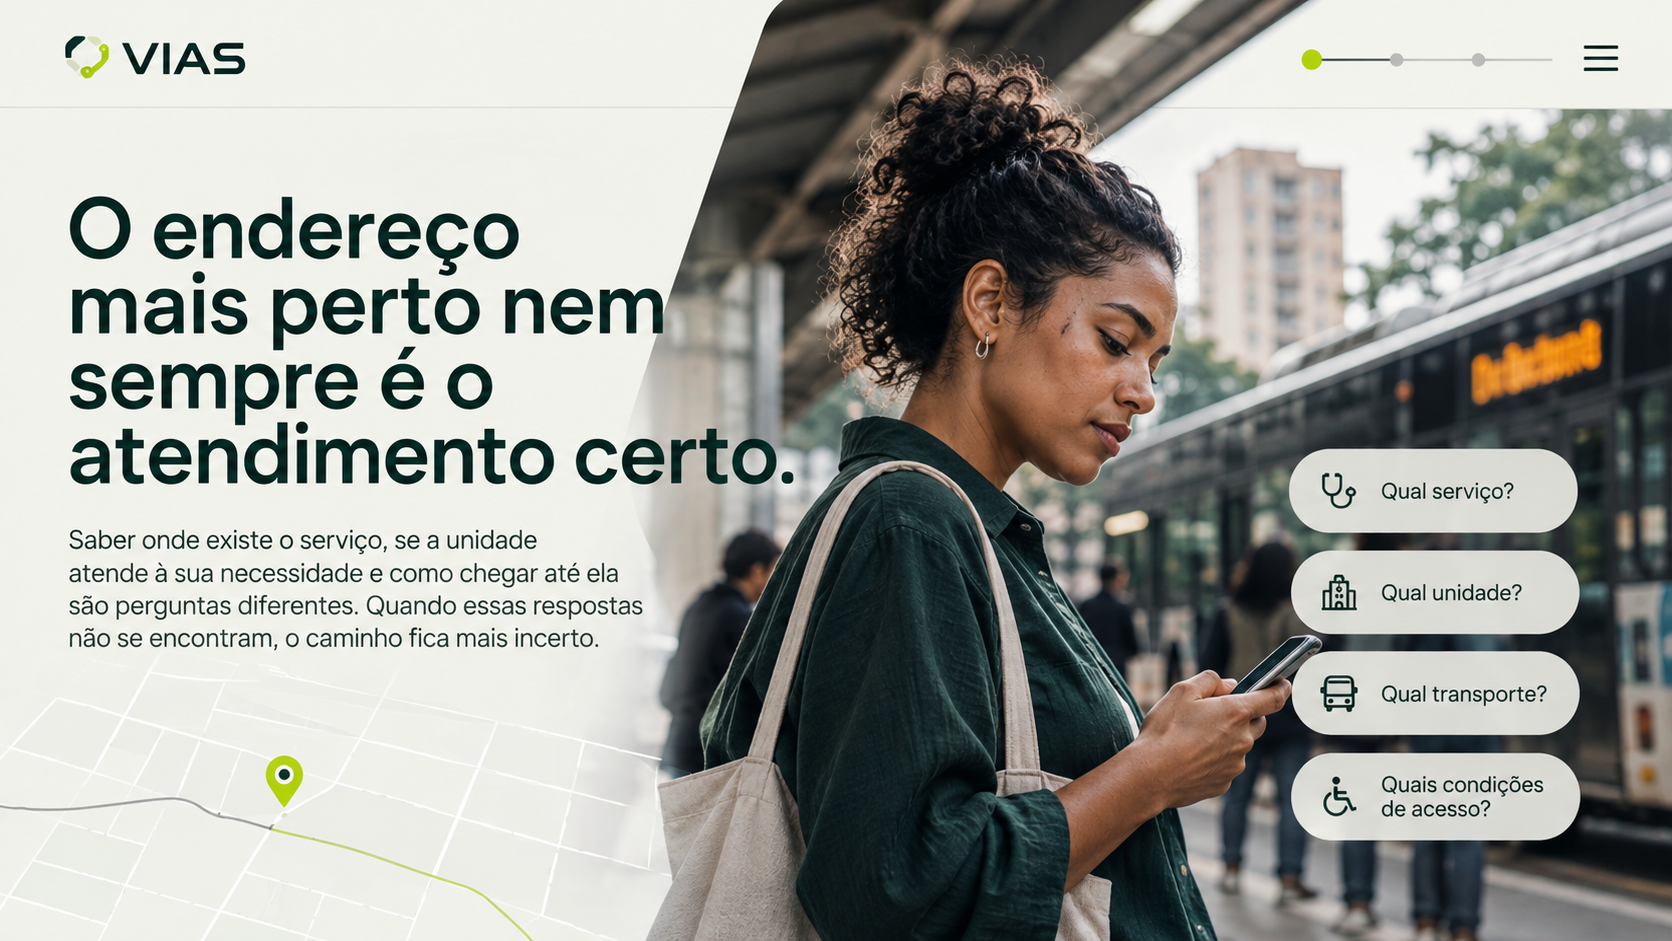 VIAS
O endereço
mais perto nem
sempre é o
atendimento certo.
Saber onde existe o serviço, se a unidade
atende à sua necessidade e como chegar até ela
são perguntas diferentes. Quando essas respostas
não se encontram, o caminho fica mais incerto.
Qual serviço?
Qual unidade?
Qual transporte?
Quais condições
de acesso?